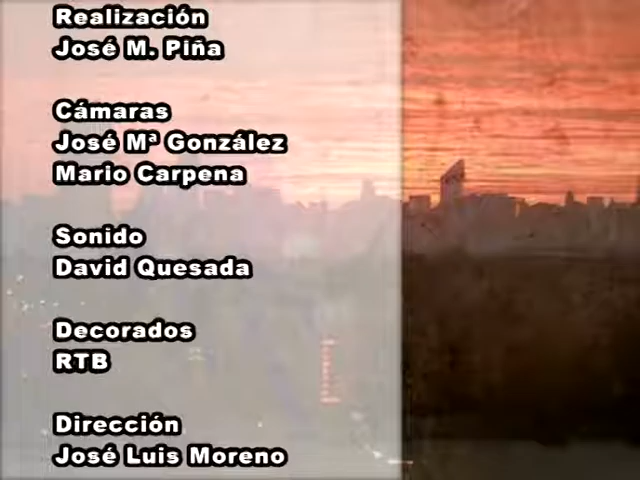 Realización
José M. Piña
Cámaras
José Mª González
Mario Carpena
Sonido
David Quesada
Decorados
RTB
Dirección
José Luis Moreno